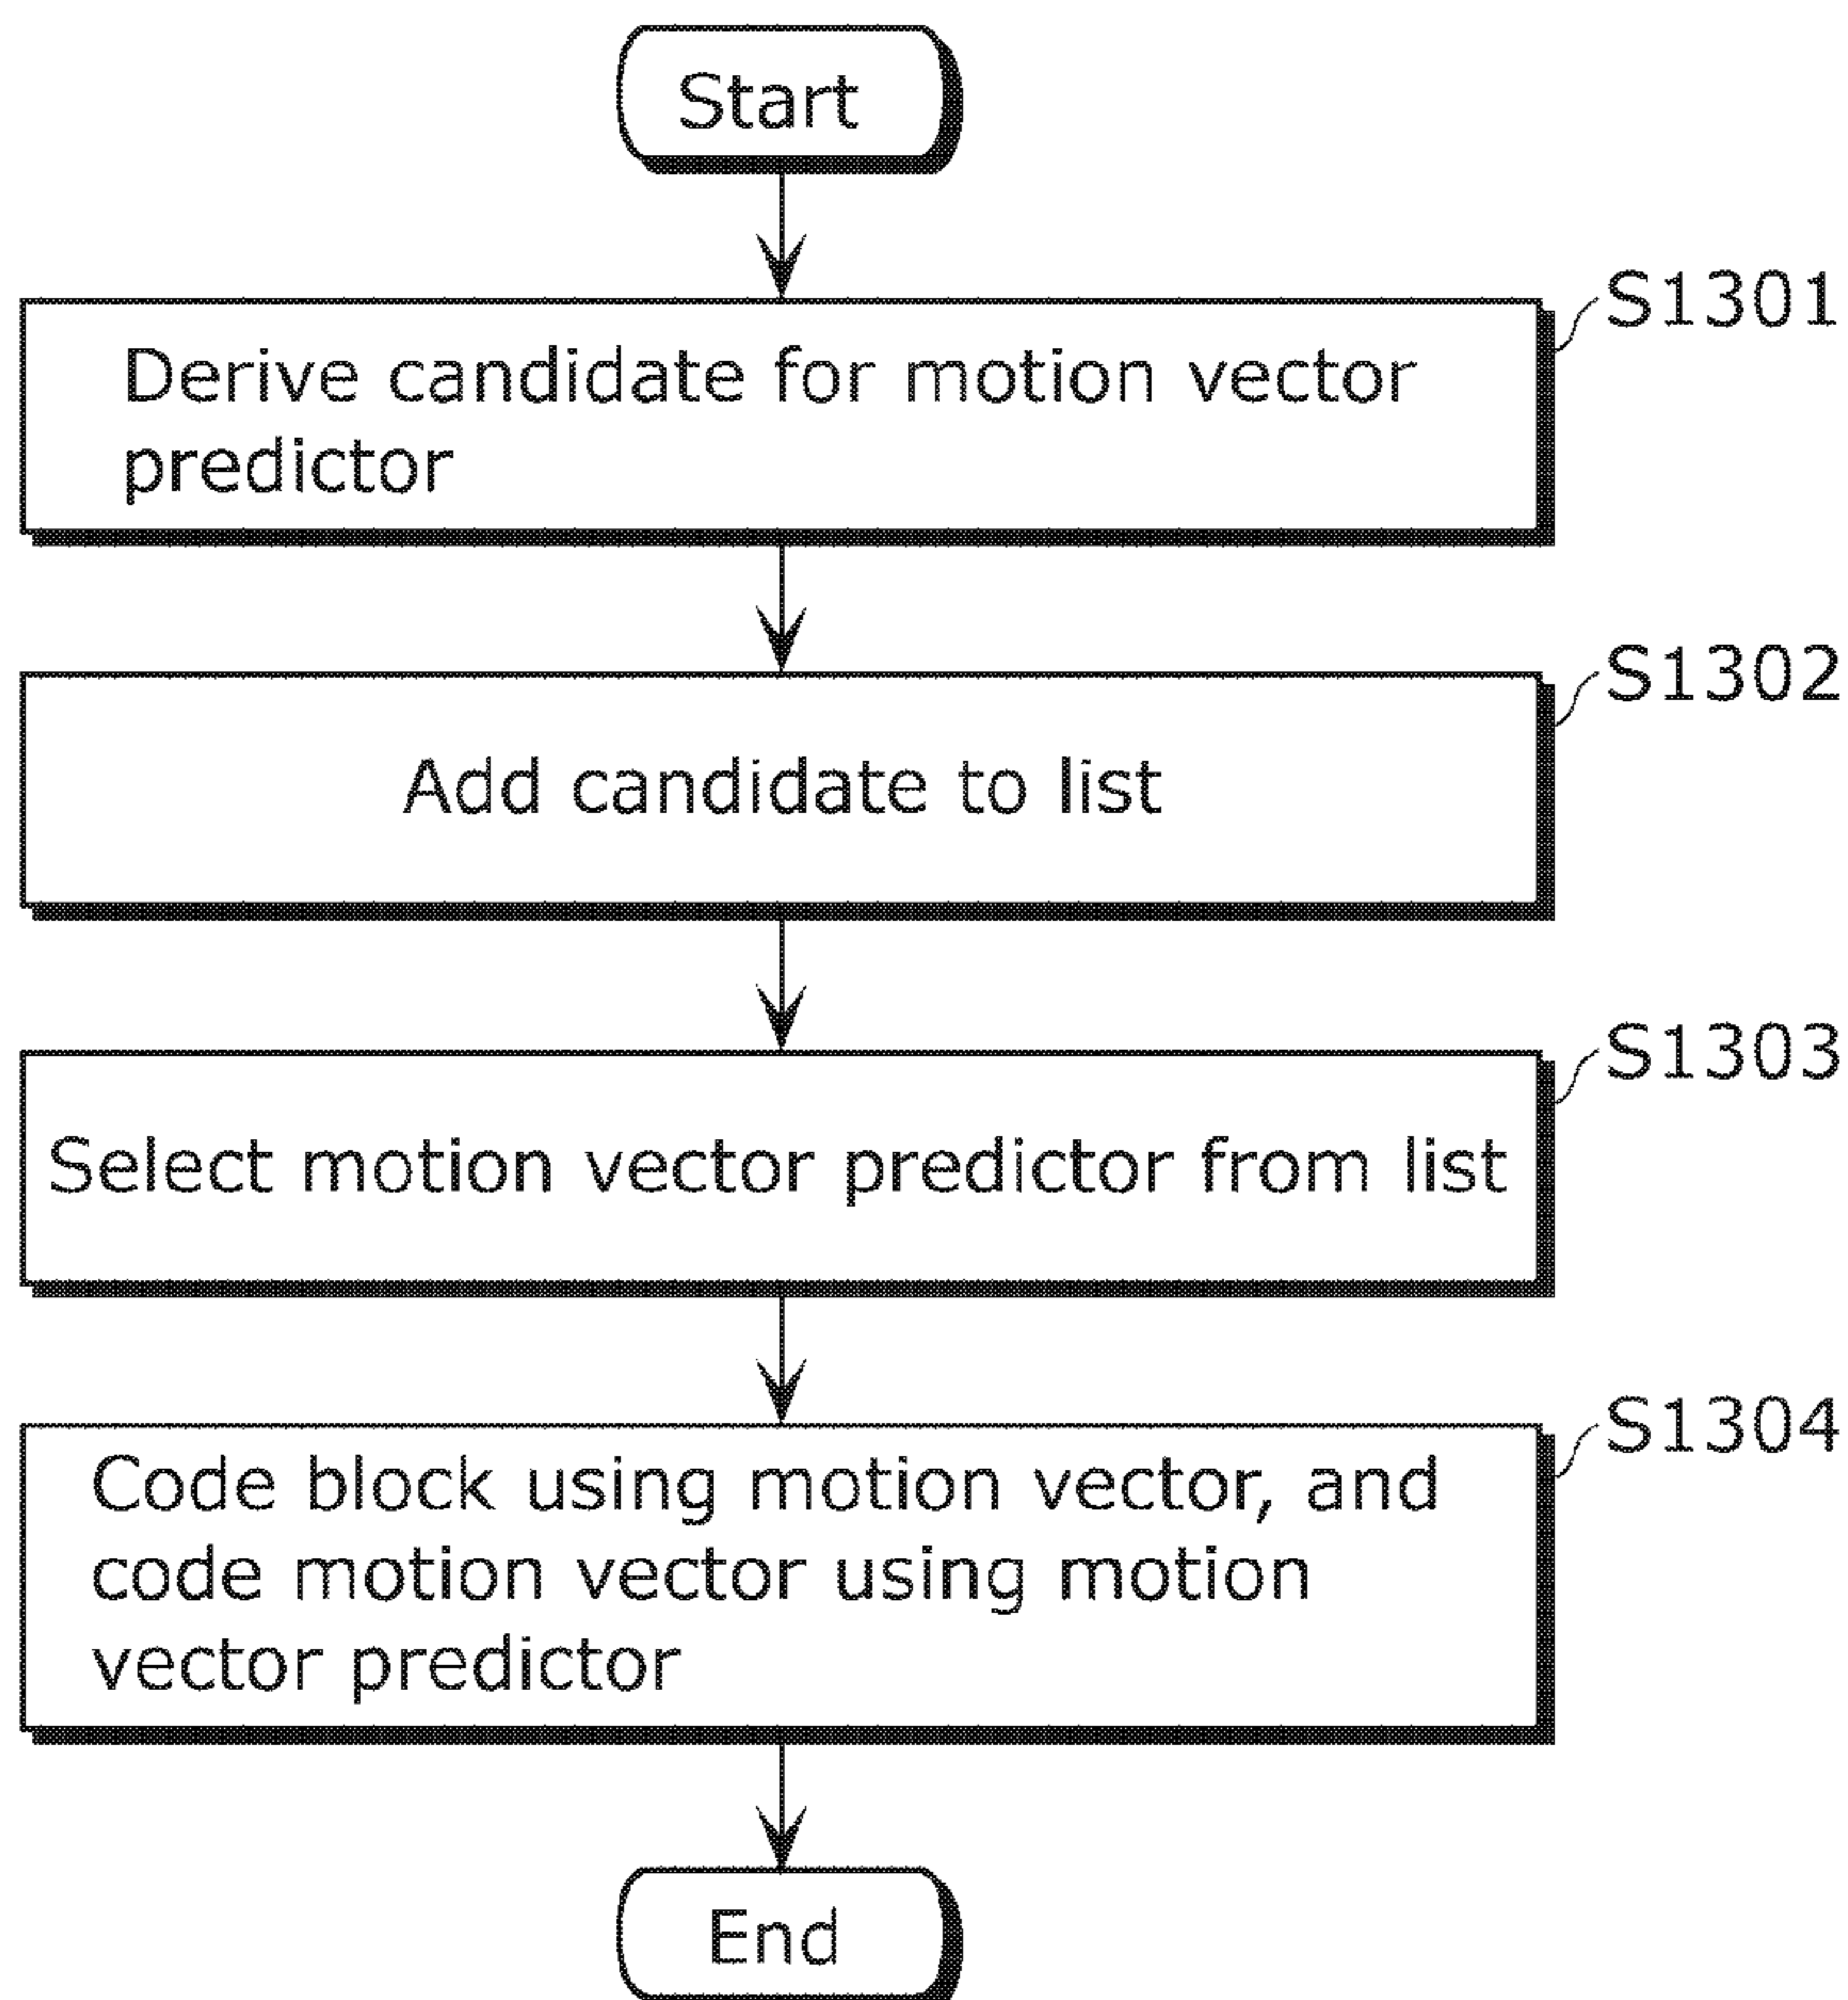 Start
S1301
Derive candidate for motion vector
predictor
S1302
Add candidate to list
S1303
Select motion vector predictor from list
S1304
Code block using motion vector, and
code motion vector using motion
vector predictor
End